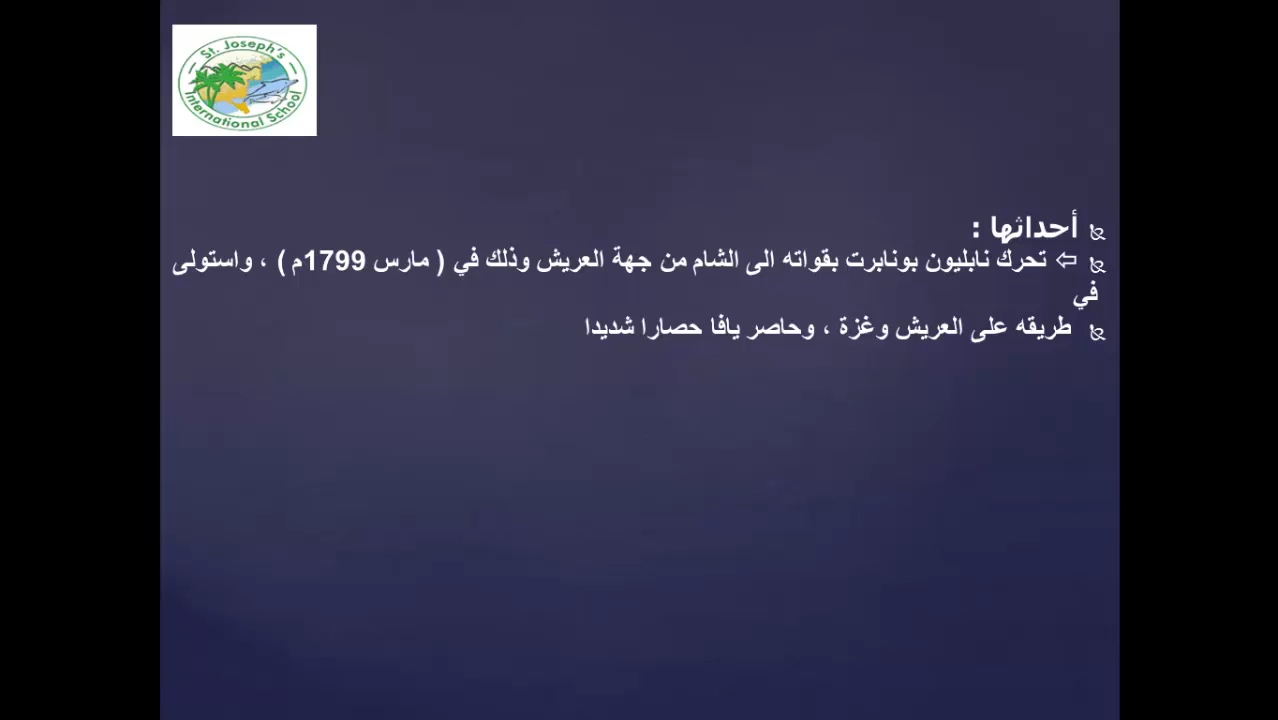 St. Joseph's
International School
أحداثها :
⇦ تحرك نابليون بونابرت بقواته الى الشام من جهة العريش وذلك في ( مارس 1799م ) ، واستولى
في
طريقه على العريش وغزة ، وحاصر يافا حصارا شديدا